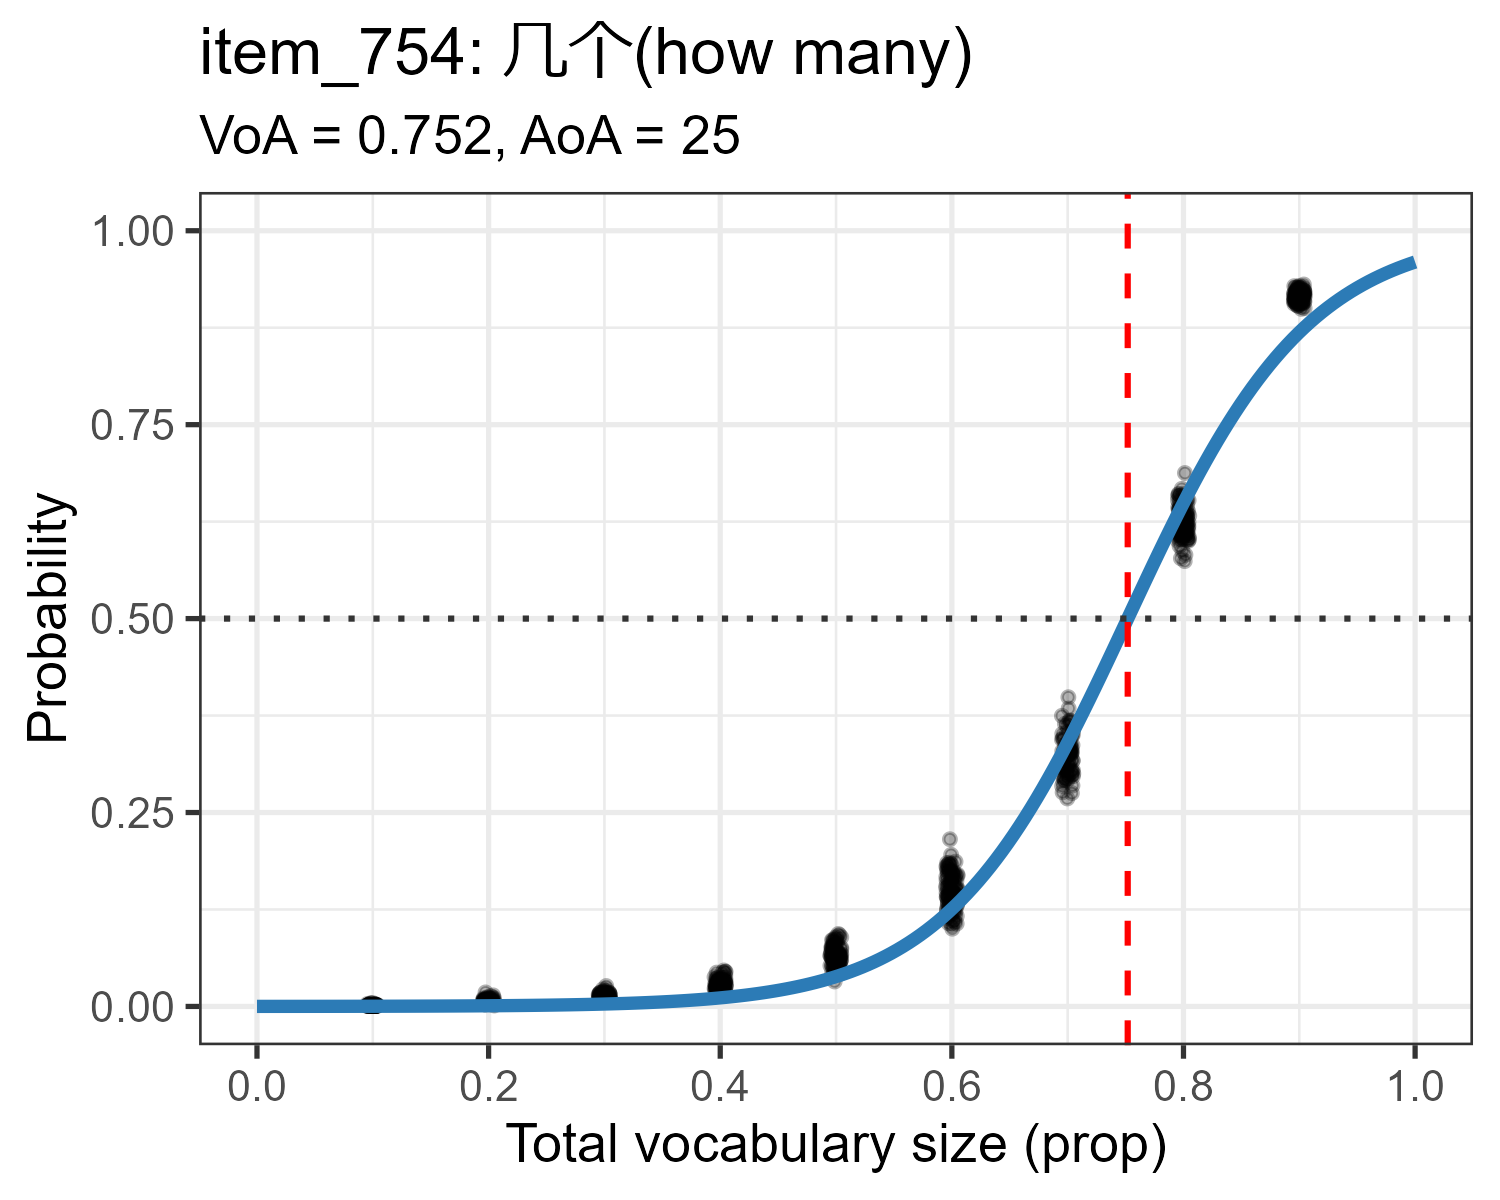 item_754: 几个(how many)
VoA = 0.752, AoA = 25
1.00
0.75
0.50
0.25
0.00
Probability
0.0 0.2 0.4 0.6 0.8 1.0
Total vocabulary size (prop)